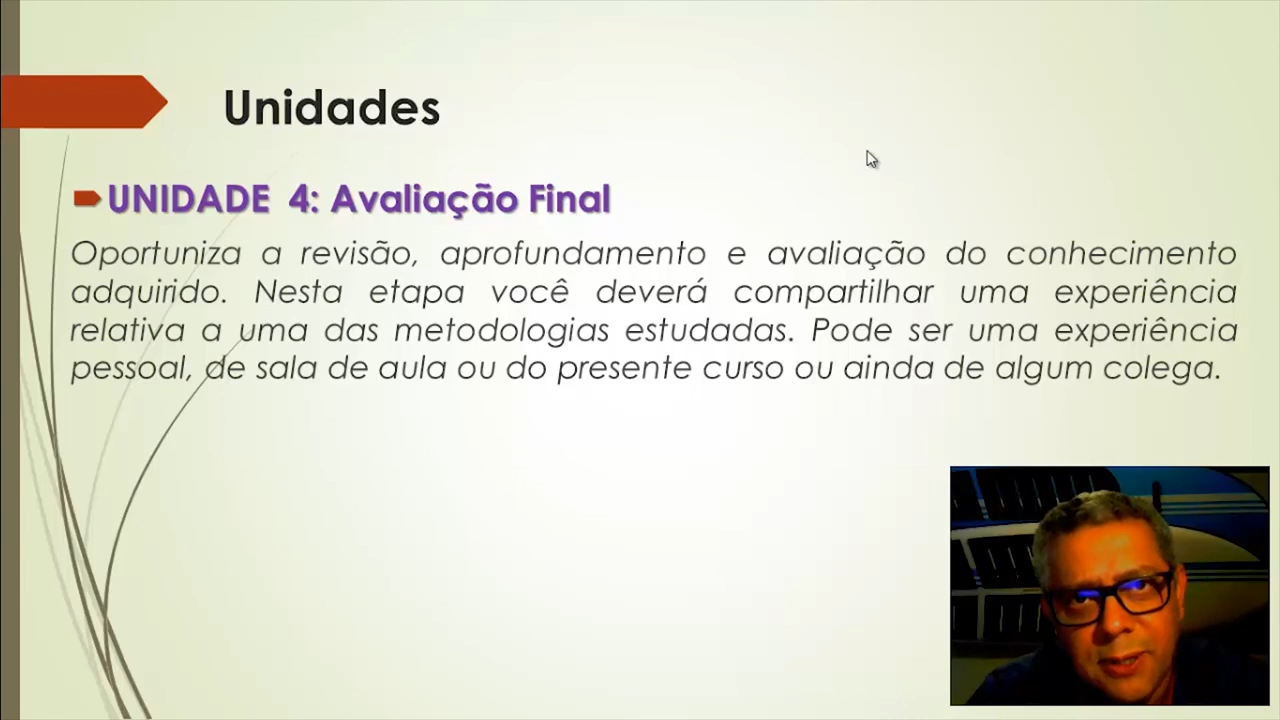 Unidades
UNIDADE 4: Avaliação Final
Oportuniza a revisão, aprofundamento e avaliação do conhecimento
adquirido. Nesta etapa você deverá compartilhar uma experiência
relativa a uma das metodologias estudadas. Pode ser uma experiência
pessoal, de sala de aula ou do presente curso ou ainda de algum colega.